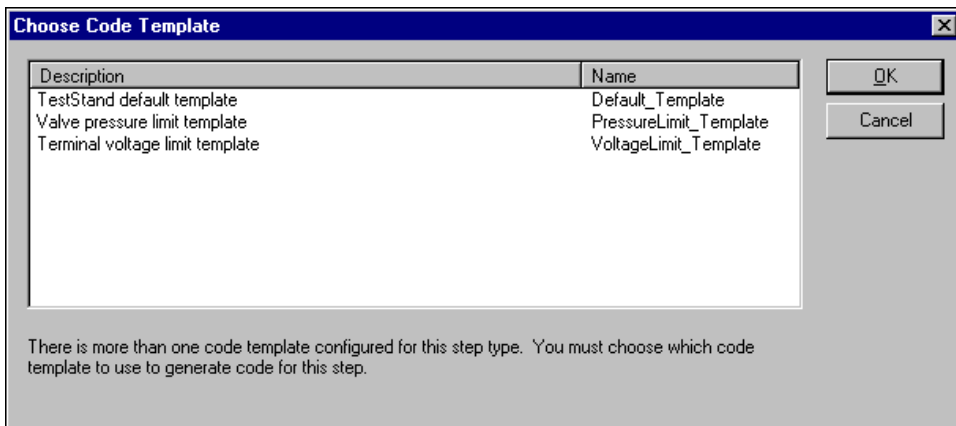 Choose Code Template
Description Name
TestStand default template Default_Template
Valve pressure limit template PressureLimit_Template
Terminal voltage limit template VoltageLimit_Template
OK
Cancel
There is more than one code template configured for this step type.  You must choose which code
template to use to generate code for this step.